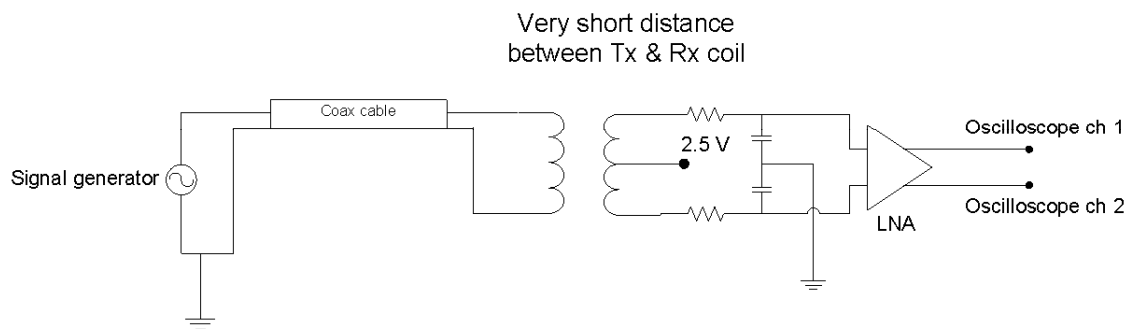 Very short distance
between Tx & Rx coil
Coax cable
Signal generator
2.5 V
LNA
Oscilloscope ch 1
Oscilloscope ch 2